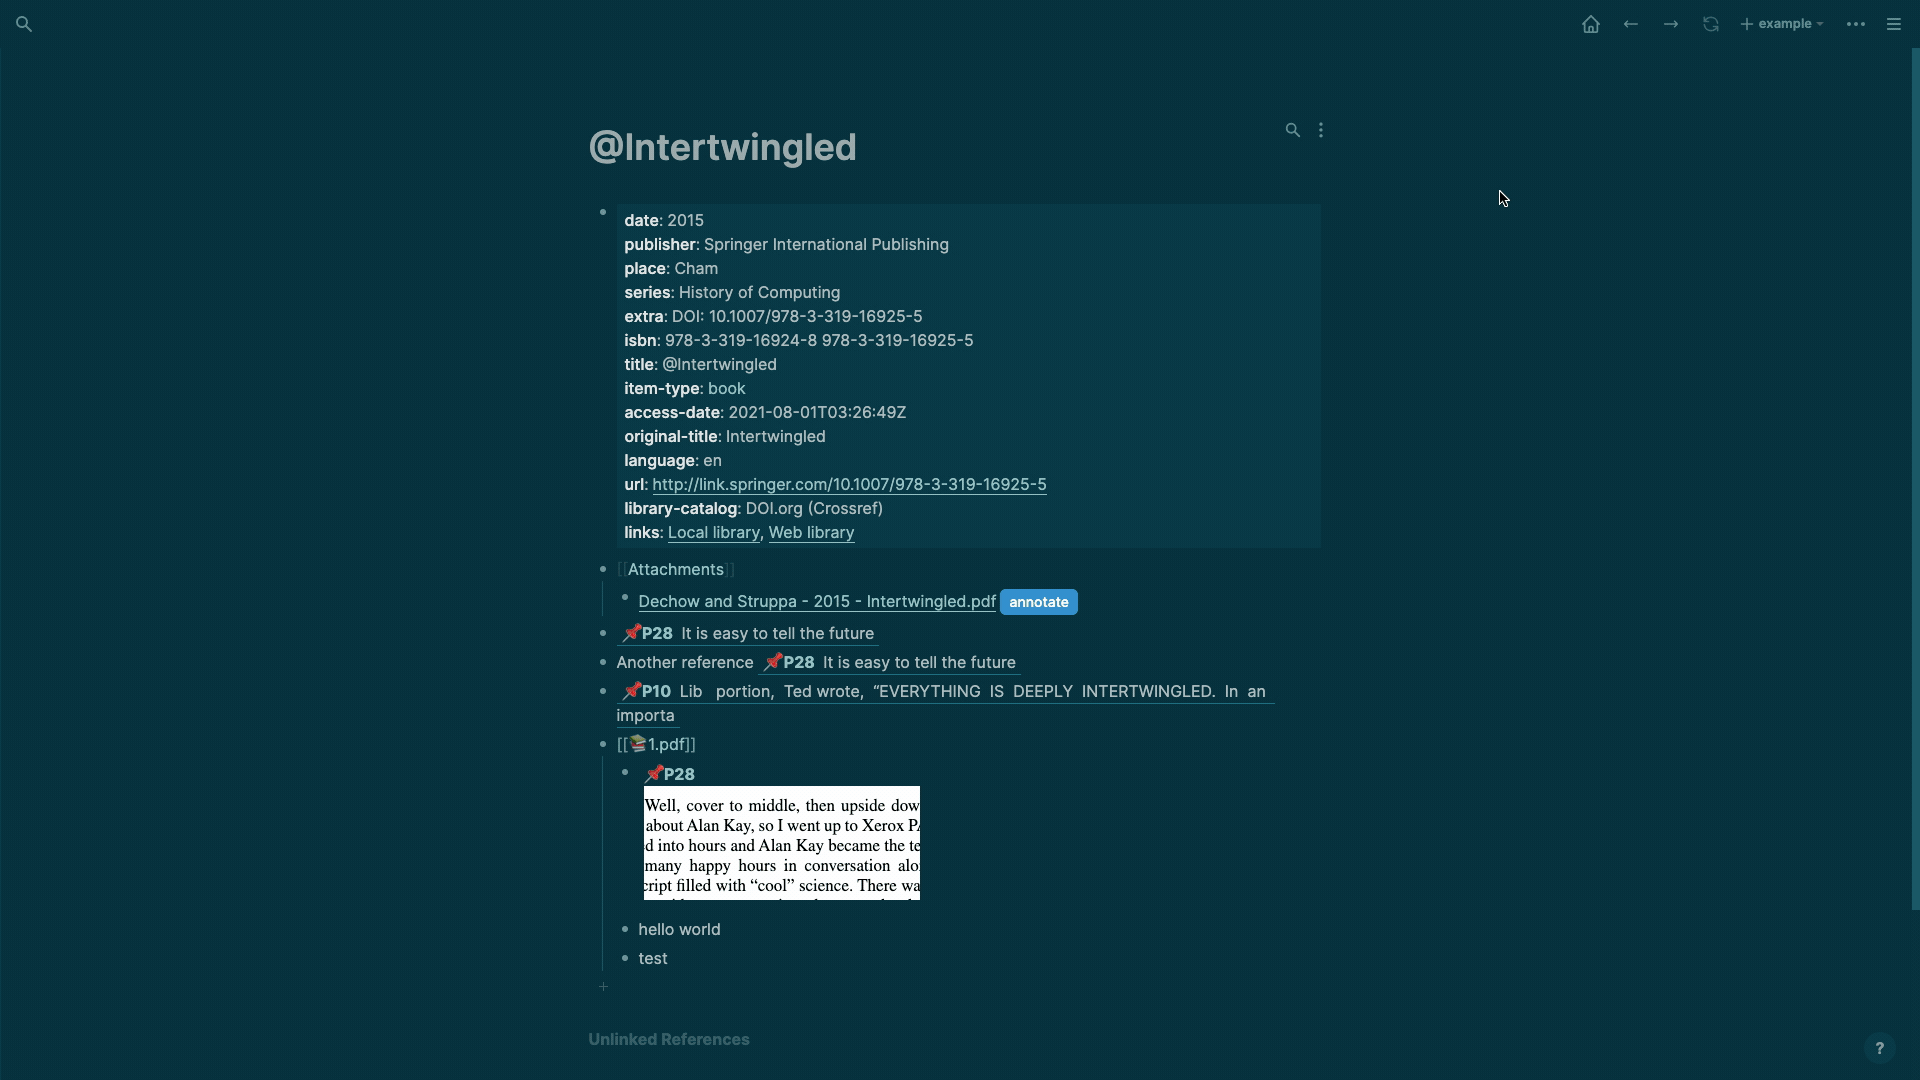 example
@Intertwingled
date: 2015
publisher: Springer International Publishing
place: Cham
series: History of Computing
extra: DOI: 10.1007/978-3-319-16925-5
isbn: 978-3-319-16924-8 978-3-319-16925-5
title: @Intertwingled
item-type: book
access-date: 2021-08-01T03:26:49Z
original-title: Intertwingled
language: en
url: http://link.springer.com/10.1007/978-3-319-16925-5
library-catalog: DOI.org (Crossref)
links: Local library, Web library
[[Attachments]]
Dechow and Struppa - 2015 - Intertwingled.pdf annotate
P28 It is easy to tell the future
Another reference P28 It is easy to tell the future
P10 Lib portion, Ted wrote, “EVERYTHING IS DEEPLY INTERTWINGLED. In an
importa
[[📚1.pdf]]
P28
Well, cover to middle, then upside dow
about Alan Kay, so I went up to Xerox P
d into hours and Alan Kay became the te
many happy hours in conversation alo
cript filled with “cool” science. There wa
hello world
test
Unlinked References
?